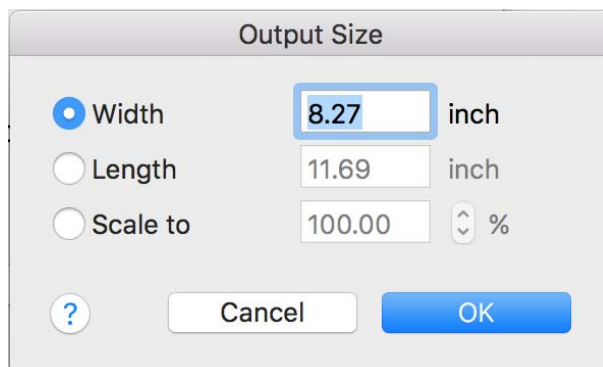 Output Size
Width 8.27 inch
Length 11.69 inch
Scale to 100.00 %
? Cancel OK